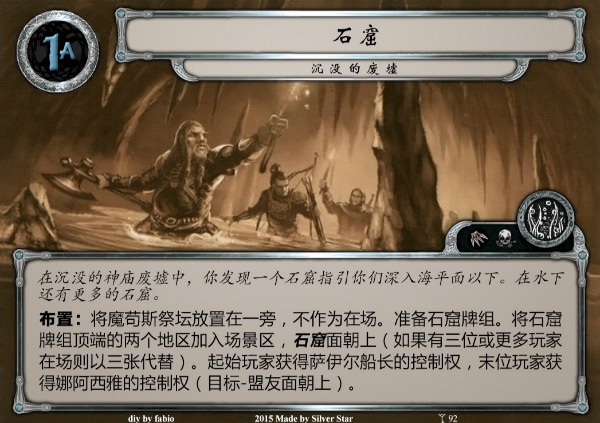 1A
石窟
沉没的废墟
在沉没的神庙废墟中，你发现一个石窟指引你们深入海平面以下。在水下
还有更多的石窟。
布置：将魔苟斯祭坛放置在一旁，不作为在场。准备石窟牌组。将石窟
牌组顶端的两个地区加入场景区，石窟面朝上（如果有三位或更多玩家
在场则以三张代替）。起始玩家获得萨伊尔船长的控制权，末位玩家获
得娜阿西雅的控制权（目标-盟友面朝上）。
diy by fabio 2015 Made by Silver Star 92